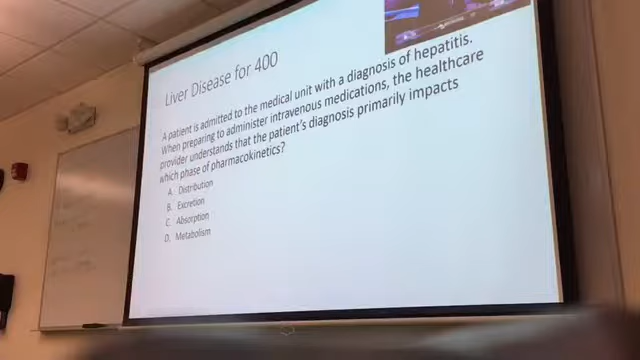 Liver Disease for 400
A patient is admitted to the medical unit with a diagnosis of hepatitis.
When preparing to administer intravenous medications, the healthcare
provider understands that the patient's diagnosis primarily impacts
which phase of pharmacokinetics?
A. Distribution
B. Excretion
C. Absorption
D. Metabolism